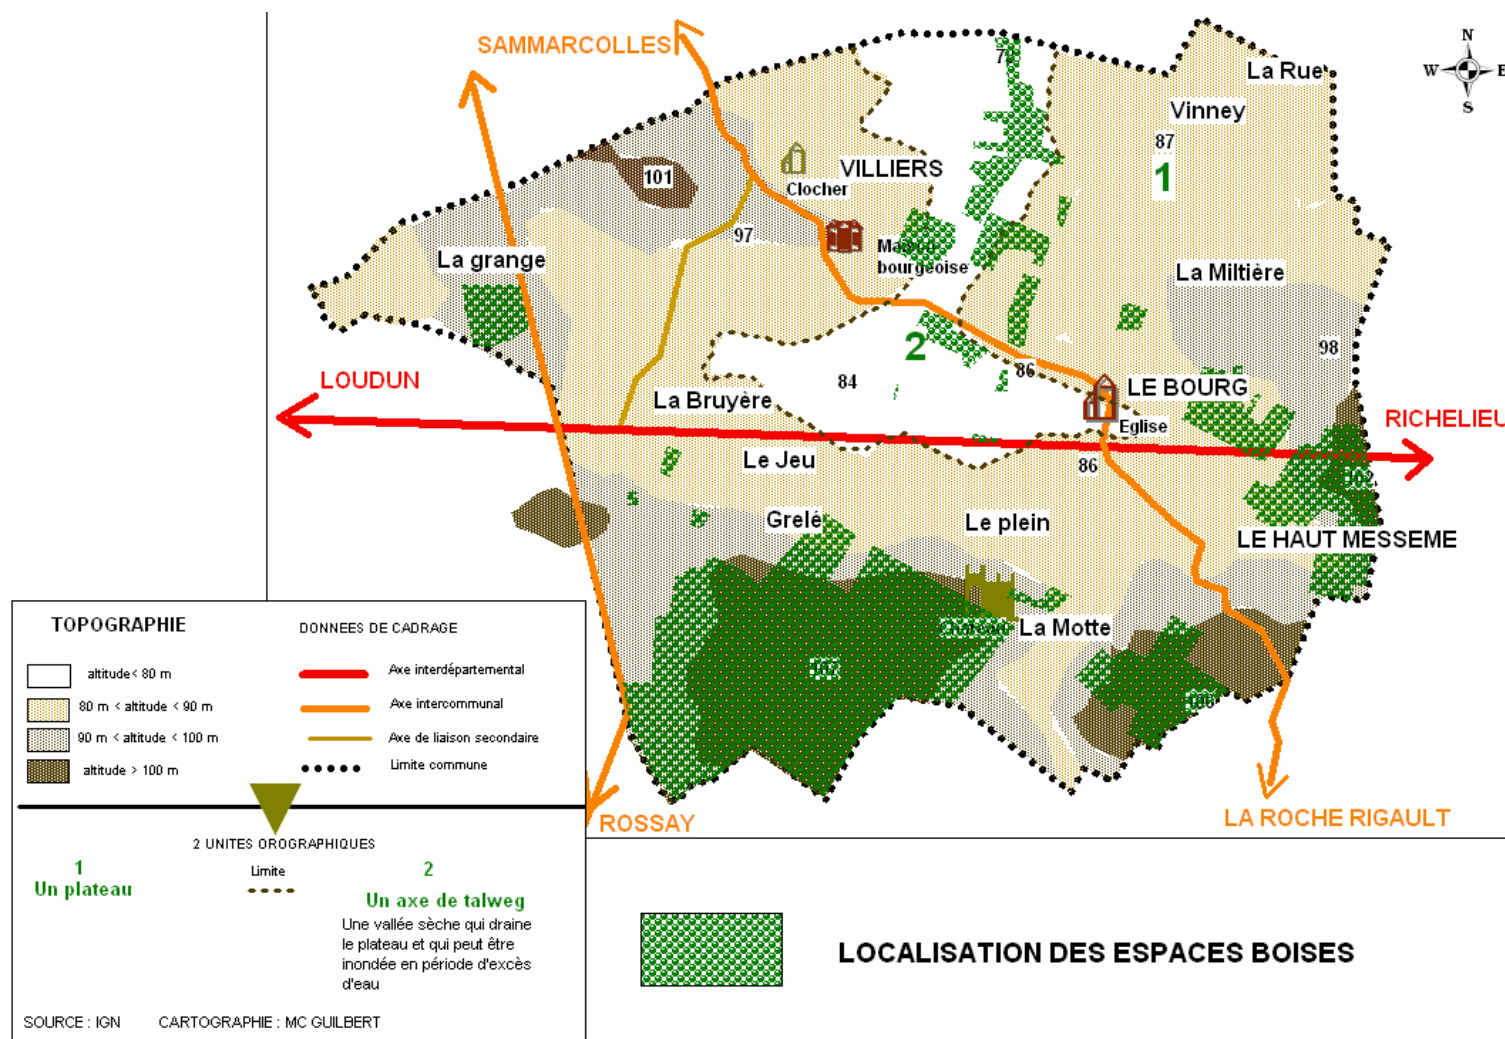 SAMMARCOLLES
La Rue
N
W E
S
Vinney
87
1
VILLIERS
Clocher
101
97
Maison
bourgeoise
La grange
La Miltière
98
2
86
84
LOUDUN
La Bruyère
LE BOURG
Eglise
RICHELIEU
Le Jeu
86
102
Grelé
Le plein
LE HAUT MESSEME
La Motte
ROSSAY
LA ROCHE RIGAULT
TOPOGRAPHIE
altitude < 80 m
80 m < altitude < 90 m
90 m < altitude < 100 m
altitude > 100 m
DONNEES DE CADRAGE
Axe interdépartemental
Axe intercommunal
Axe de liaison secondaire
Limite commune
2 UNITES OROGRAPHIQUES
1
Un plateau
Limite
2
Un axe de talweg
Une vallée sèche qui draine
le plateau et qui peut être
inondée en période d'excès
d'eau
SOURCE : IGN CARTOGRAPHIE : MC GUILBERT
LOCALISATION DES ESPACES BOISES